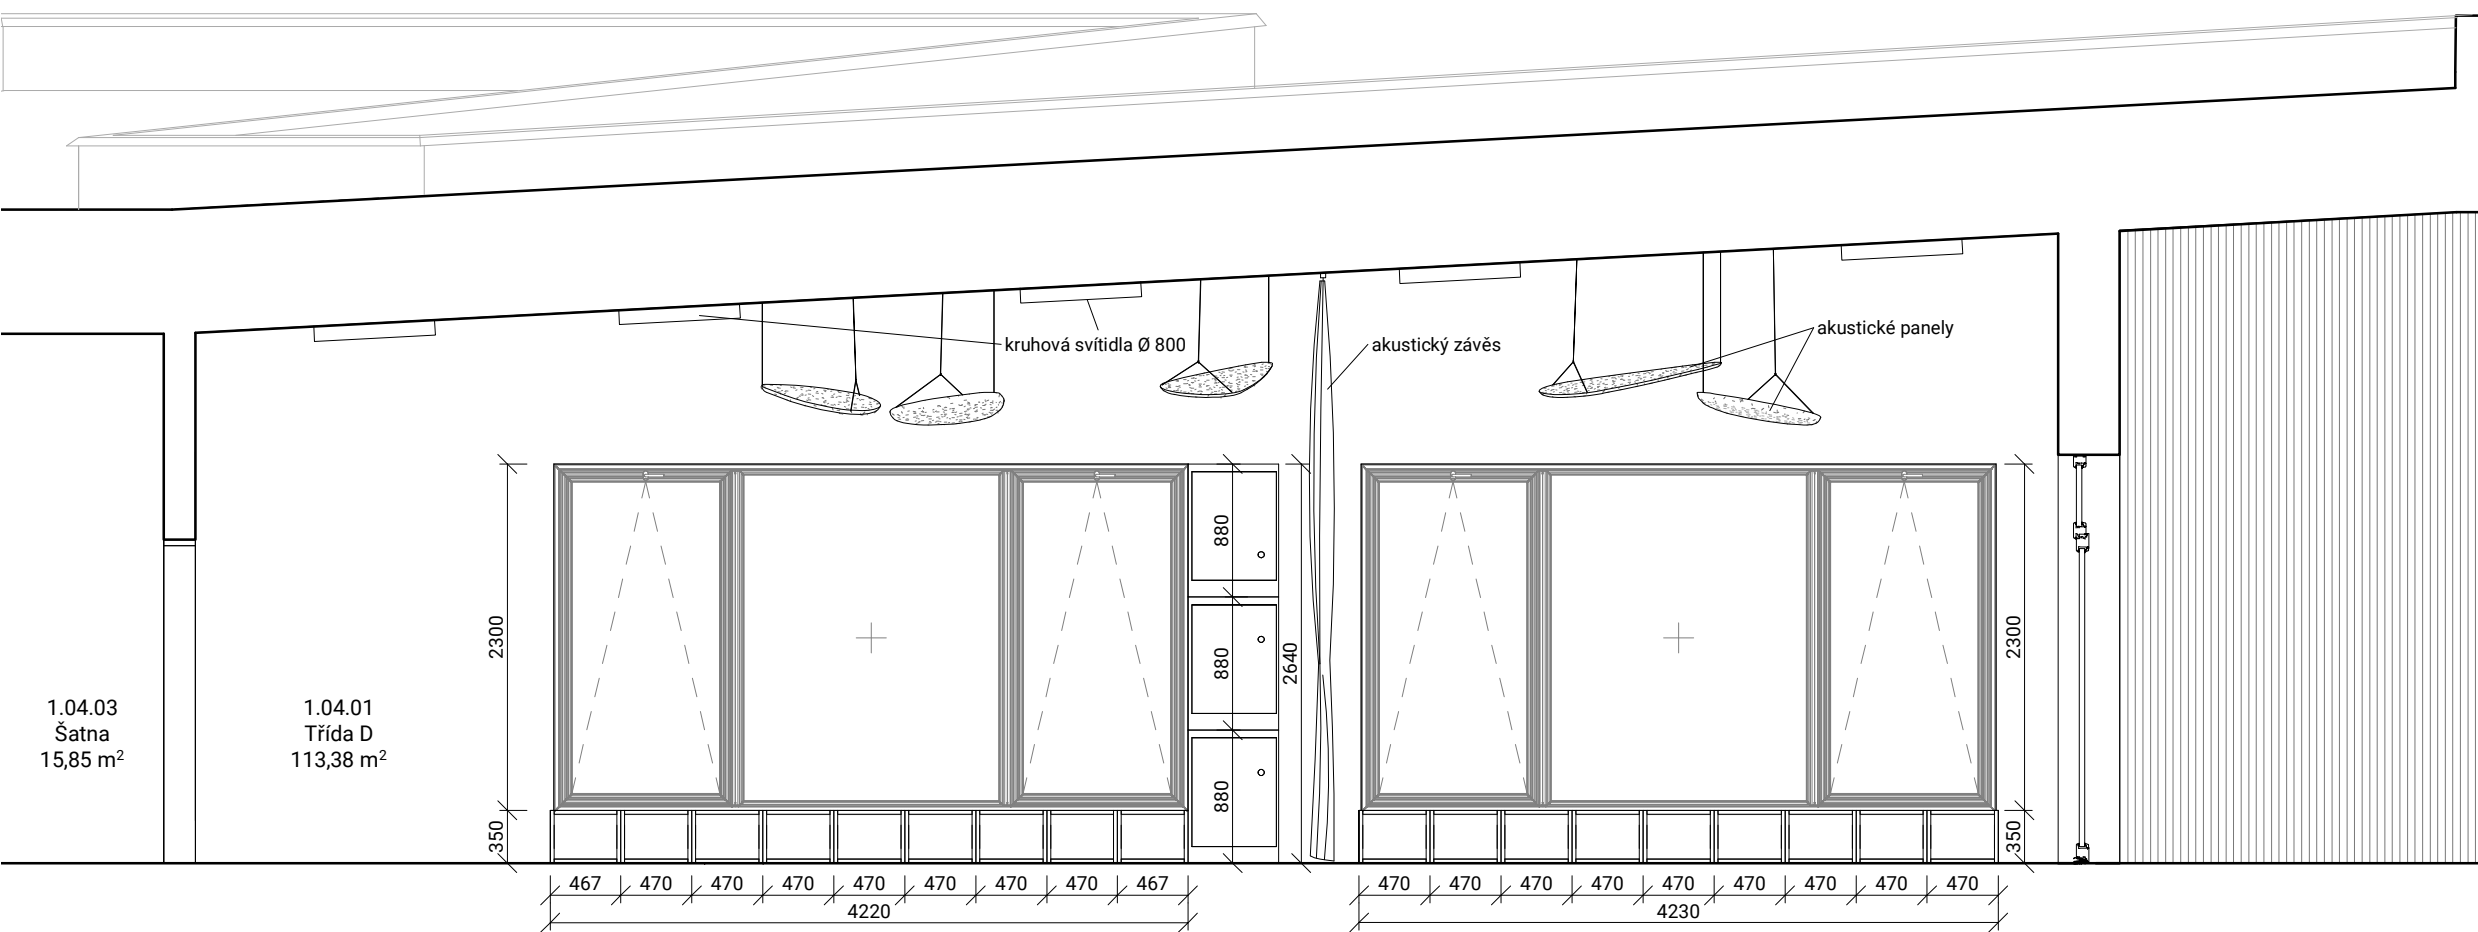 kruhová svítidla Ø 800
akustický závěs
akustické panely
1.04.03
Šatna
15,85 m²
1.04.01
Třída D
113,38 m²
2300
350
880
880
880
2640
2300
350
467 470 470 470 470 470 470 470 467
4220
470 470 470 470 470 470 470 470 470
4230